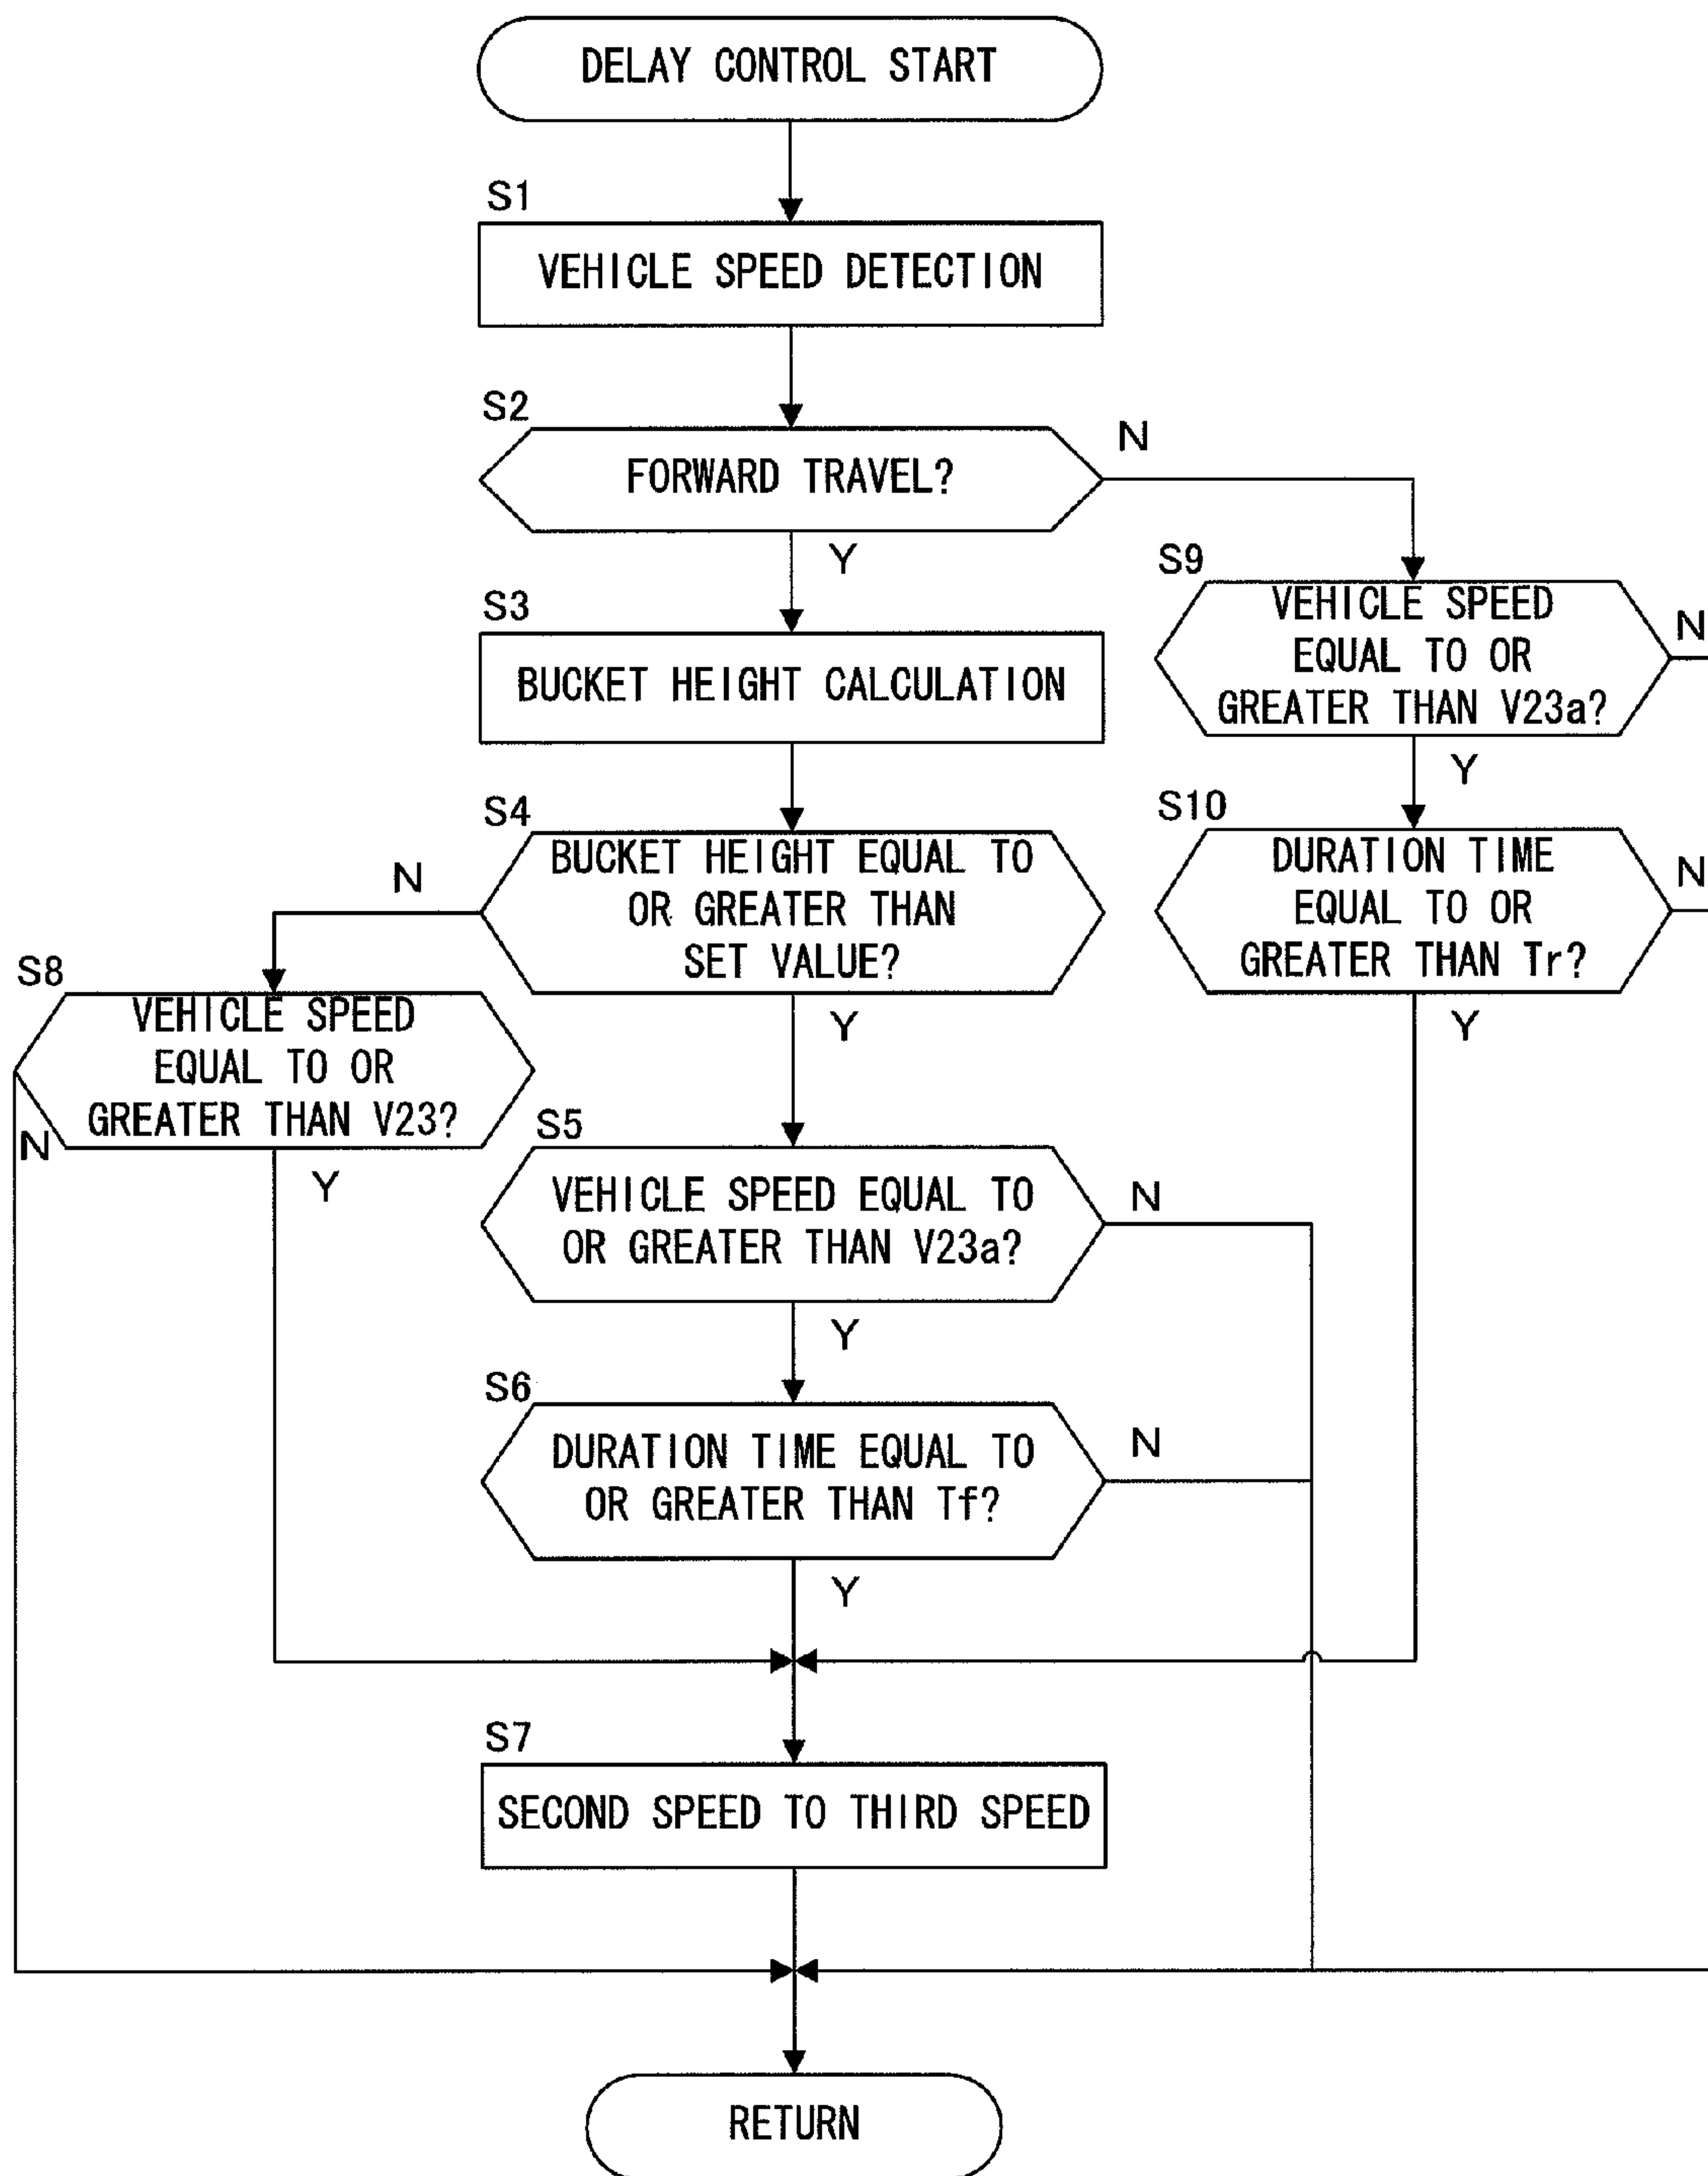 DELAY CONTROL START
S1
VEHICLE SPEED DETECTION
S2
FORWARD TRAVEL?
N
Y
S3
BUCKET HEIGHT CALCULATION
S9
VEHICLE SPEED
EQUAL TO OR
GREATER THAN V23a?
N
Y
S4
BUCKET HEIGHT EQUAL TO
OR GREATER THAN
SET VALUE?
N
Y
S10
DURATION TIME
EQUAL TO OR
GREATER THAN Tr?
N
Y
S8
VEHICLE SPEED
EQUAL TO OR
GREATER THAN V23?
N
Y
S5
VEHICLE SPEED EQUAL TO
OR GREATER THAN V23a?
N
Y
S6
DURATION TIME EQUAL TO
OR GREATER THAN Tf?
N
Y
S7
SECOND SPEED TO THIRD SPEED
RETURN